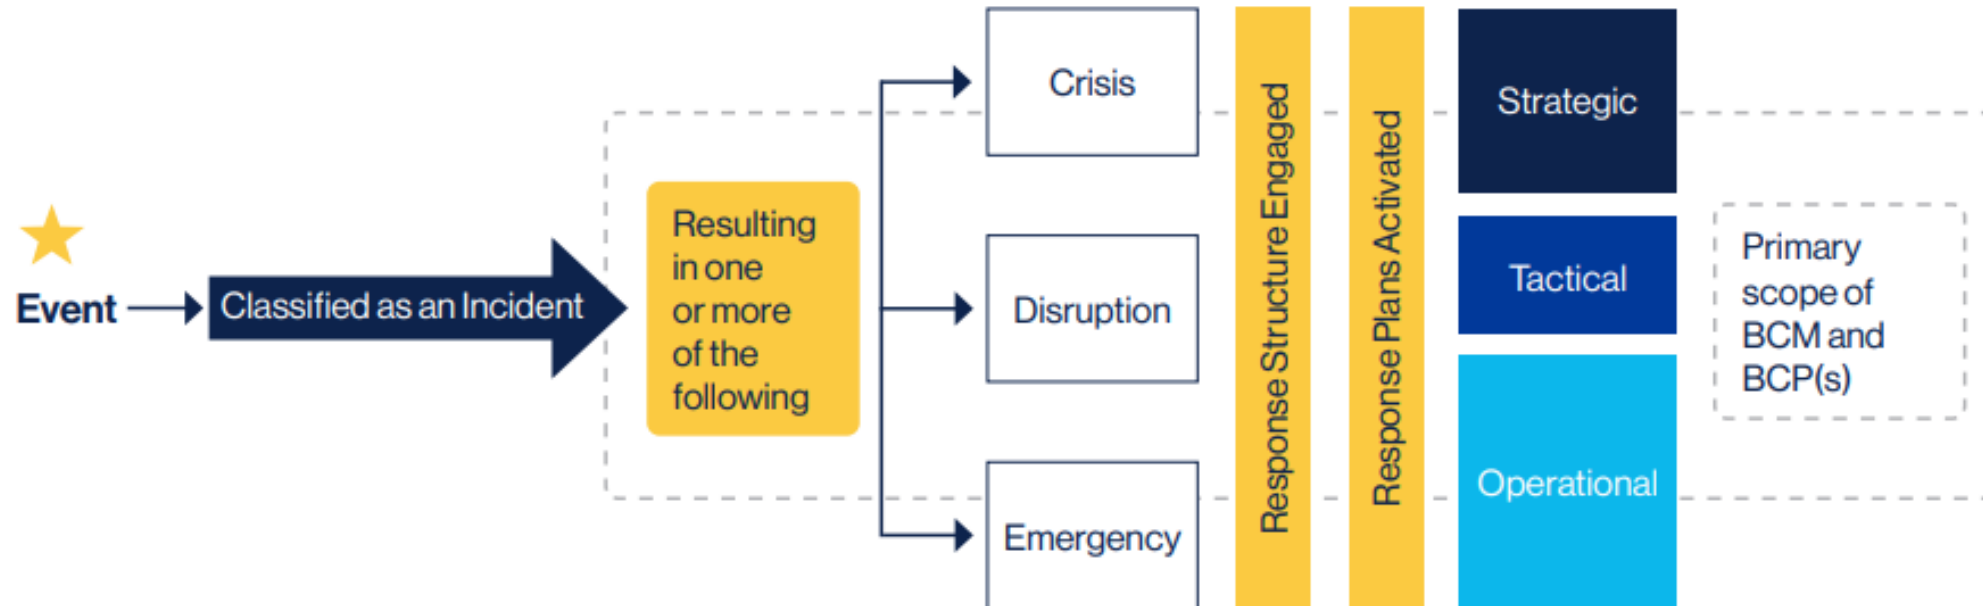 Event
Classified as an Incident
Resulting
in one
or more
of the
following
Crisis
Disruption
Emergency
Response Structure Engaged
Response Plans Activated
Strategic
Tactical
Operational
Primary
scope of
BCM and
BCP(s)